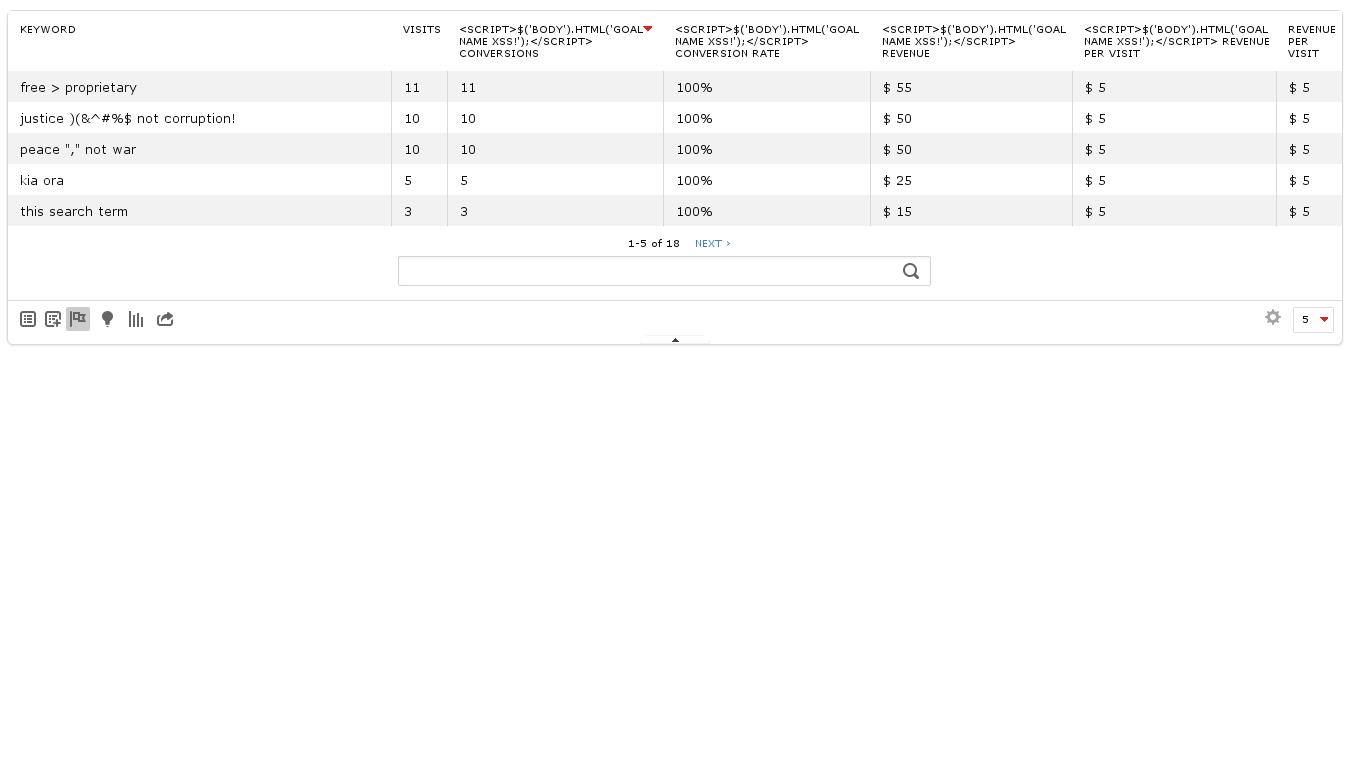 KEYWORD
VISITS
<SCRIPT>$('BODY').HTML('GOAL
NAME XSS!');</SCRIPT>
CONVERSIONS
<SCRIPT>$('BODY').HTML('GOAL
NAME XSS!');</SCRIPT>
CONVERSION RATE
<SCRIPT>$('BODY').HTML('GOAL
NAME XSS!');</SCRIPT>
REVENUE
<SCRIPT>$('BODY').HTML('GOAL
NAME XSS!');</SCRIPT> REVENUE
PER VISIT
REVENUE
PER
VISIT
free > proprietary 11 11 100% $ 55 $ 5 $ 5
justice )(&^#%$ not corruption! 10 10 100% $ 50 $ 5 $ 5
peace "," not war 10 10 100% $ 50 $ 5 $ 5
kia ora 5 5 100% $ 25 $ 5 $ 5
this search term 3 3 100% $ 15 $ 5 $ 5
1-5 of 18 NEXT ›
5